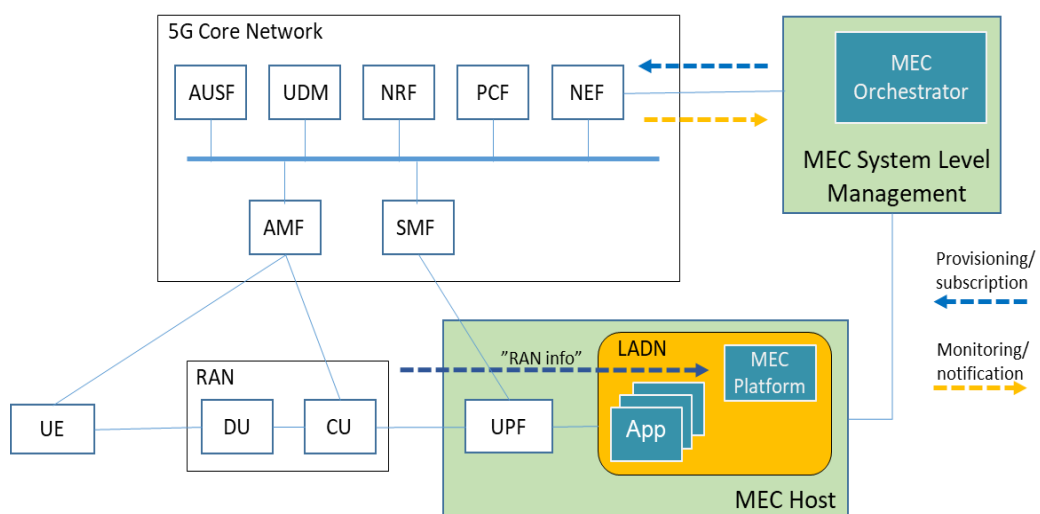 5G Core Network
AUSF
UDM
NRF
PCF
NEF
MEC
Orchestrator
MEC System Level
Management
AMF
SMF
Provisioning/
subscription
Monitoring/
notification
RAN
"RAN info"
LADN
MEC
Platform
UE
DU
CU
UPF
App
MEC Host